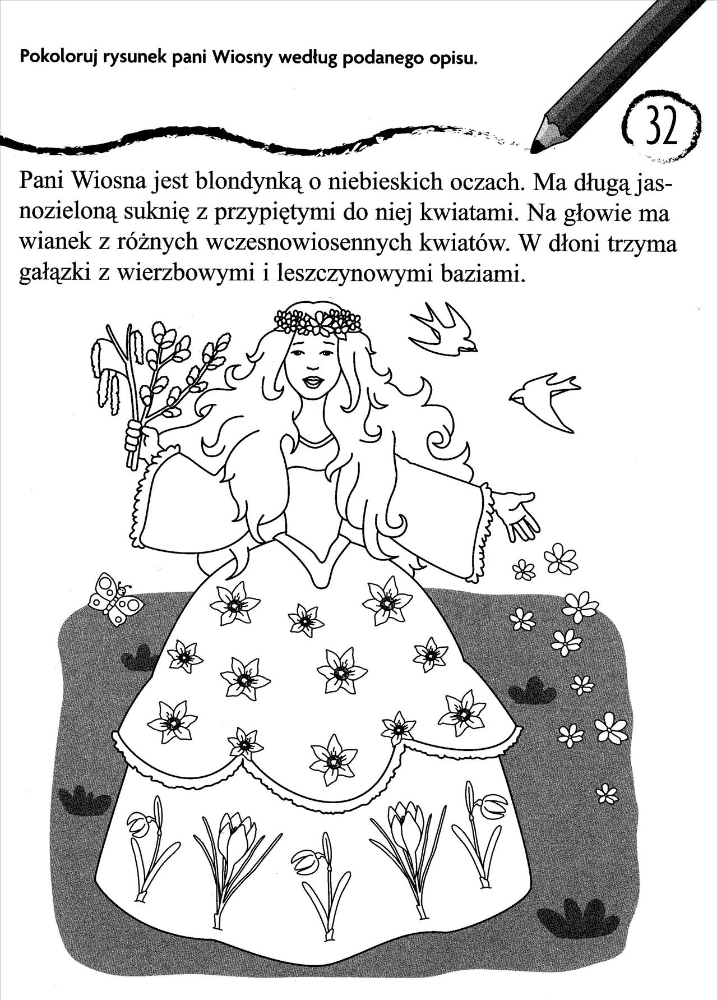 Pokoloruj rysunek pani Wiosny według podanego opisu.
32
Pani Wiosna jest blondynką o niebieskich oczach. Ma długą jas-
nozieloną suknię z przypiętymi do niej kwiatami. Na głowie ma
wianek z różnych wczesnowiosennych kwiatów. W dłoni trzyma
gałązki z wierzbowymi i leszczynowymi baziami.